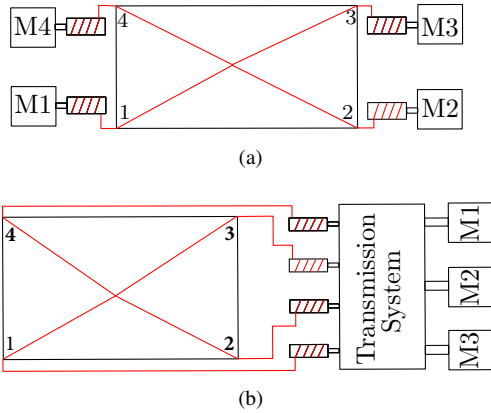 M4 4 3 M3
M1 1 2 M2
(a)
4 3 M1
Transmission
System
M2
1 2 M3
(b)